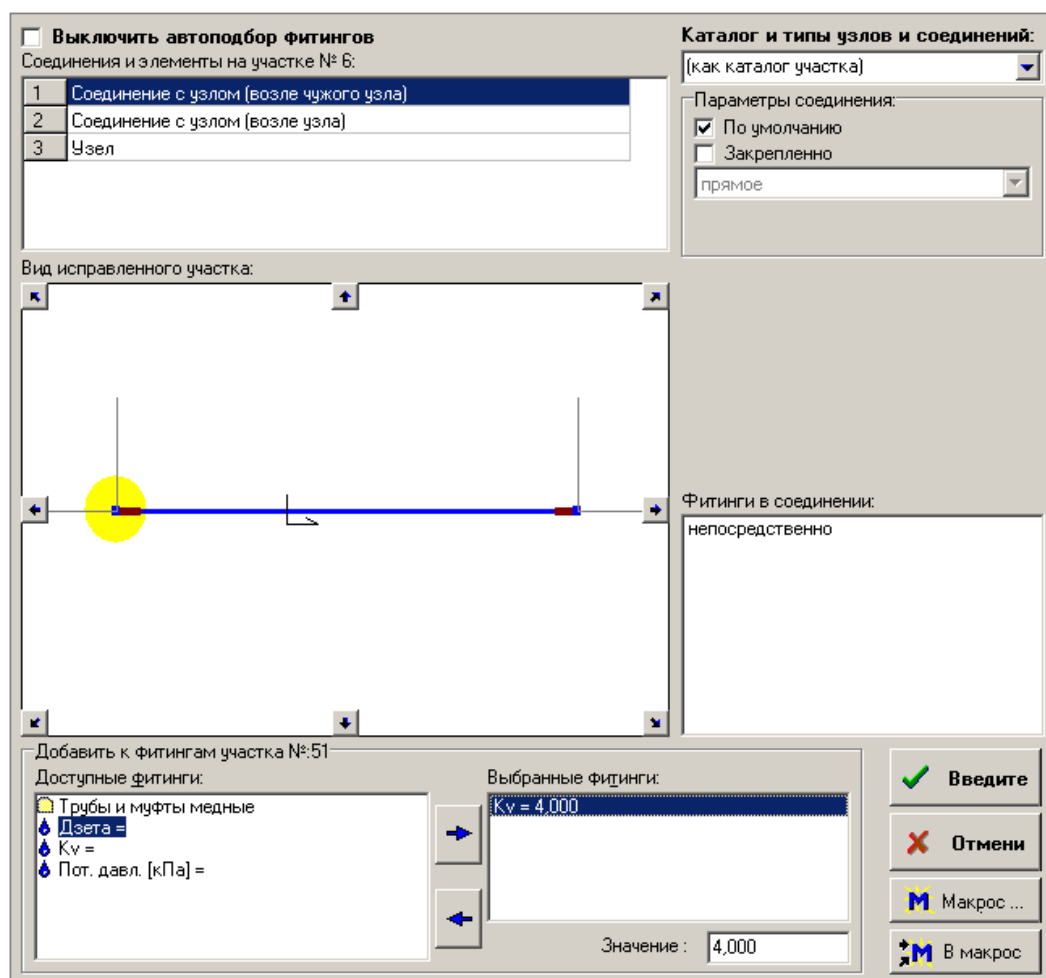 Выключить автоподбор фитингов
Соединения и элементы на участке № 6:
1 Соединение с узлом (возле чужого узла)
2 Соединение с узлом (возле узла)
3 Узел
Каталог и типы узлов и соединений:
(как каталог участка)
Параметры соединения:
По умолчанию
Закрепленно
прямое
Вид исправленного участка:
Фитинги в соединении:
непосредственно
Добавить к фитингам участка №:51
Доступные фитинги:
Трубы и муфты медные
Дзета =
Kv =
Пот. давл. [кПа] =
Выбранные фитинги:
Kv = 4,000
Значение : 4,000
Введите
Отмени
М Макрос ...
М В макрос